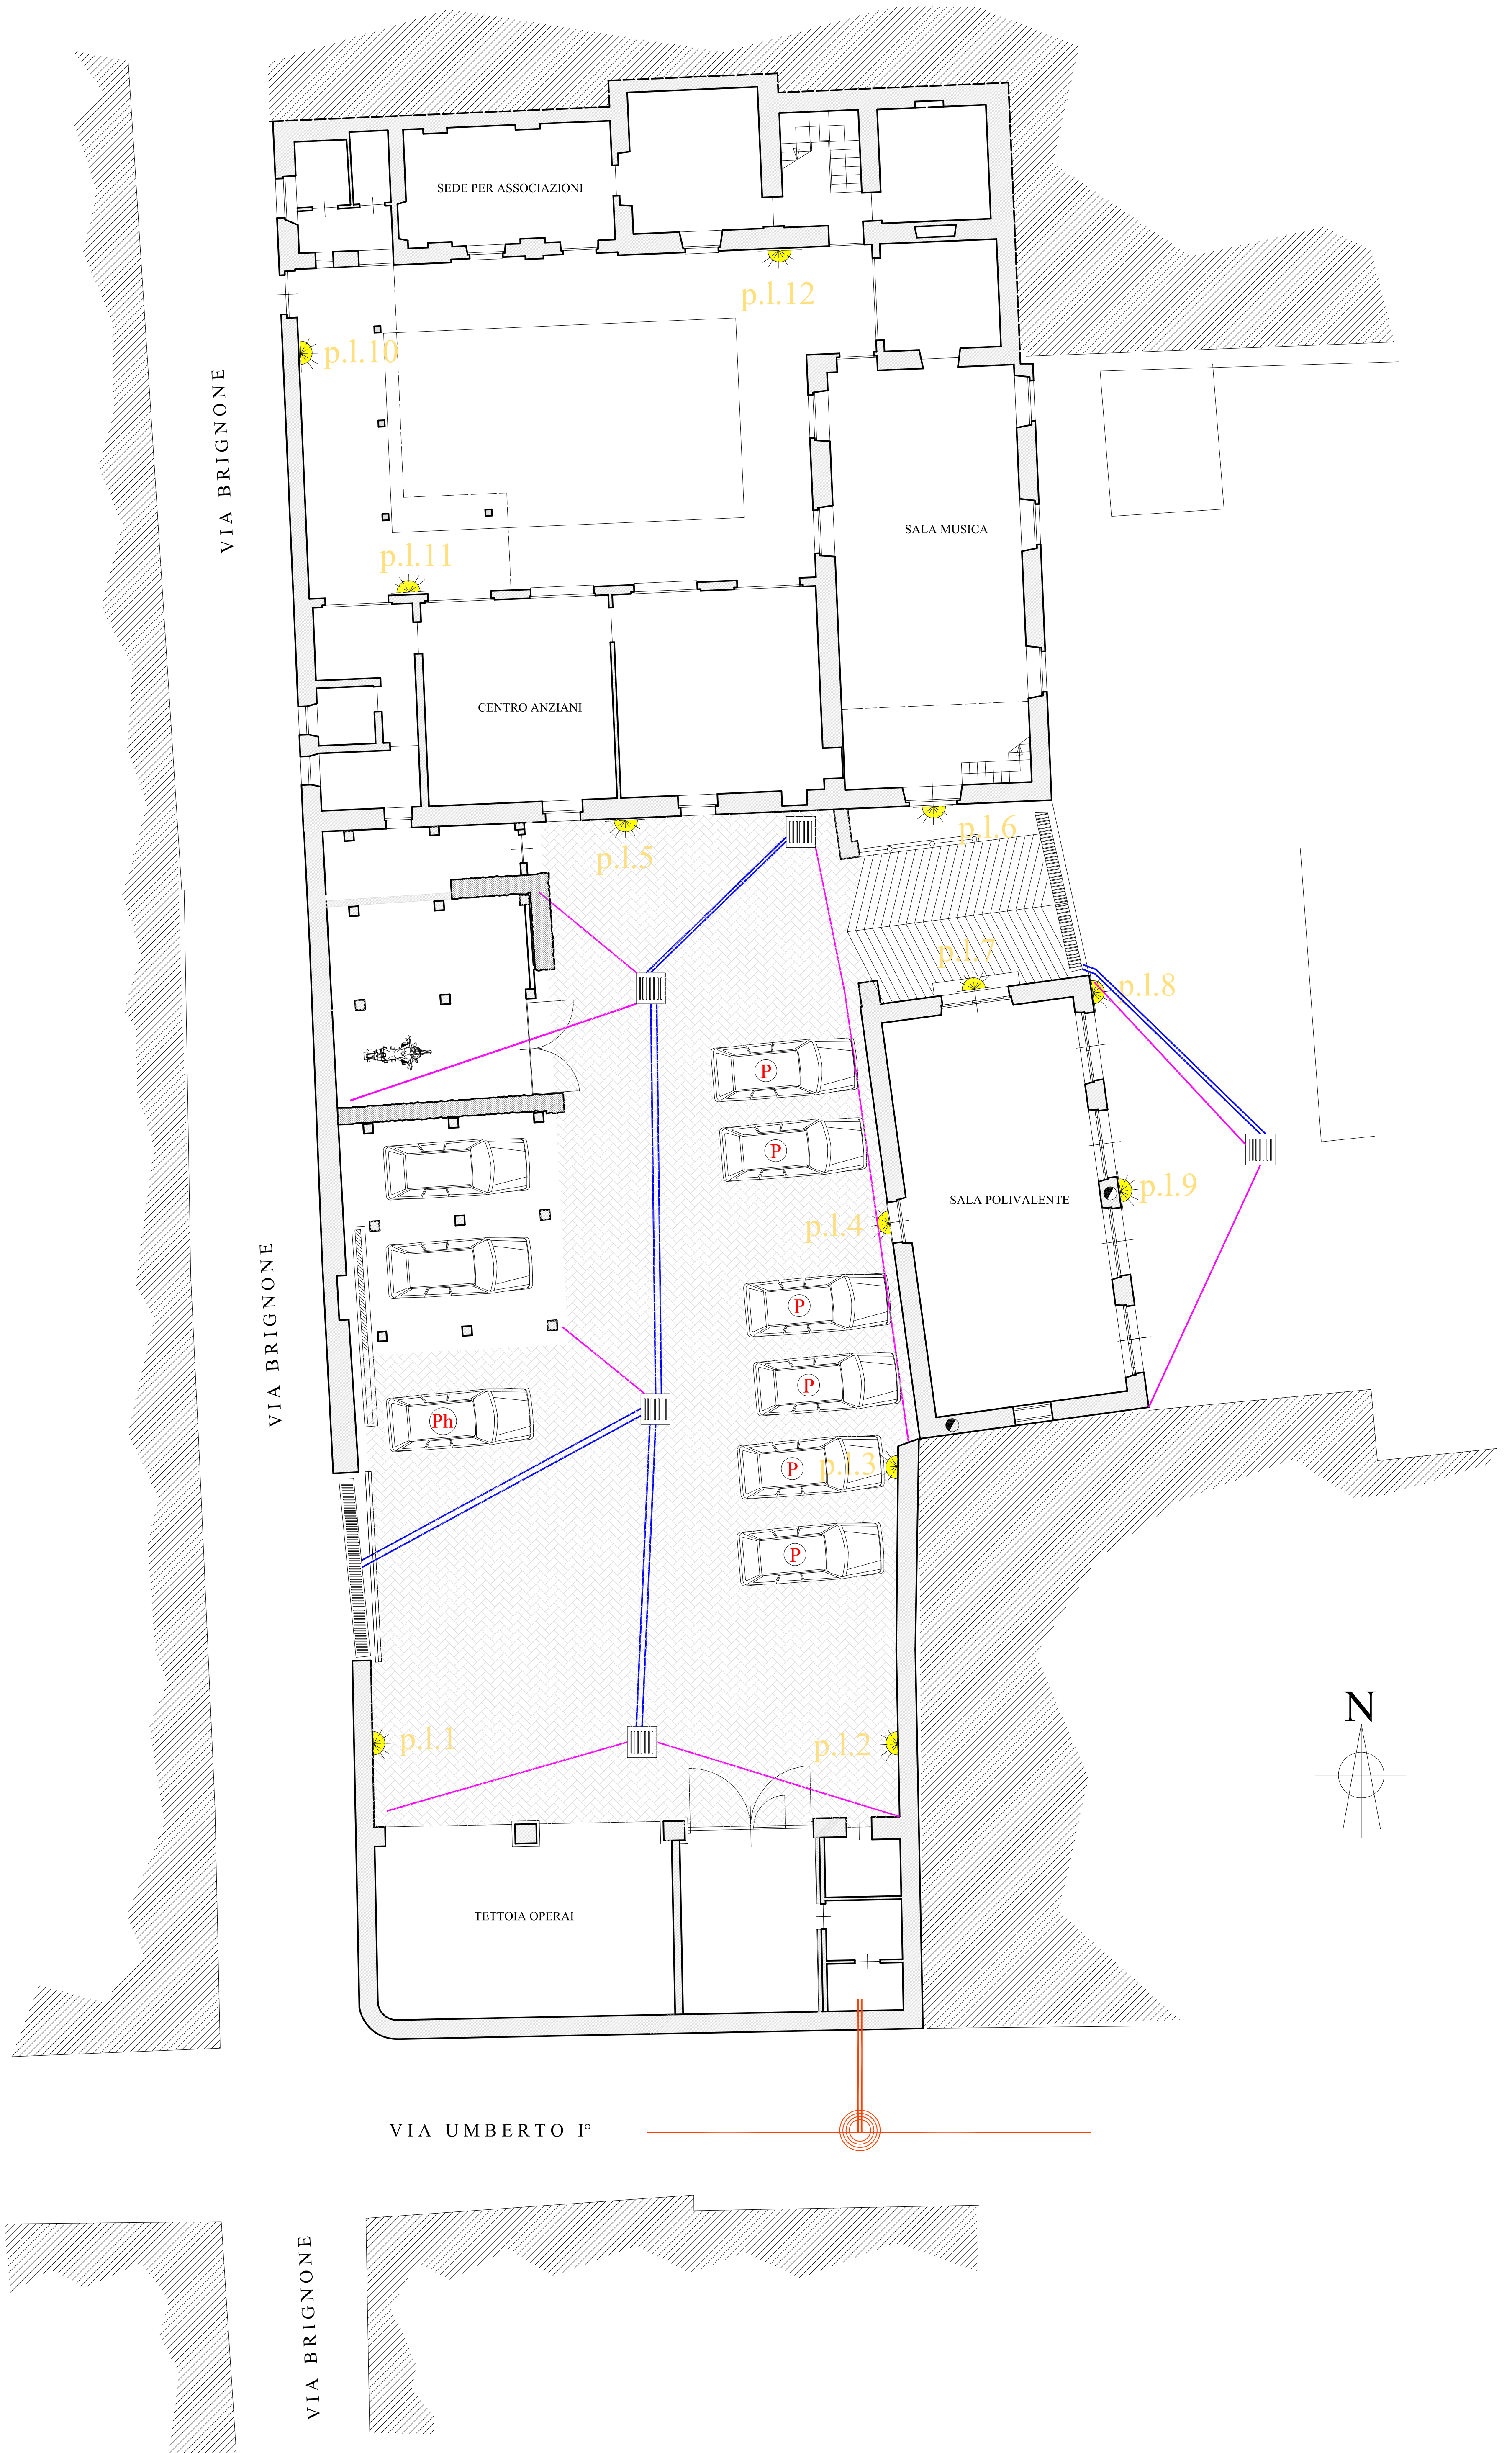 SEDE PER ASSOCIAZIONI
p.l.12
p.l.10
VIA BRIGNONE
SALA MUSICA
p.l.11
CENTRO ANZIANI
p.l.6
p.l.5
p.l.7
p.l.8
P
P
p.l.9
SALA POLIVALENTE
p.l.4
VIA BRIGNONE
P
P
Ph
P
p.l.3
P
N
p.l.1
p.l.2
TETTOIA OPERAI
VIA UMBERTO I°
VIA BRIGNONE